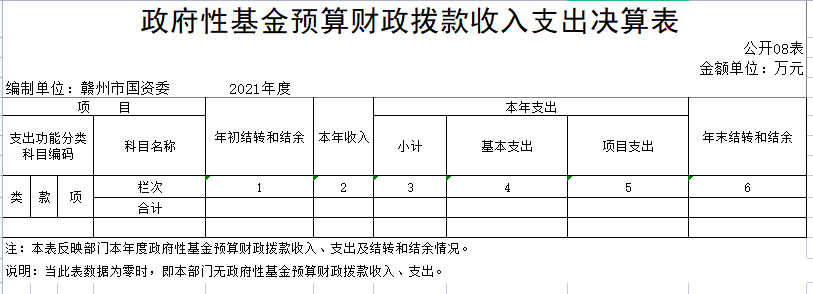 政府性基金预算财政拨款收入支出决算表
公开08表
金额单位：万元
编制单位：赣州市国资委 2021年度
项 目 年初结转和结余 本年收入 本年支出 年末结转和结余
支出功能分类科目编码 科目名称 小计 基本支出 项目支出
类 款 项 栏次 1 2 3 4 5 6
合计
注：本表反映部门本年度政府性基金预算财政拨款收入、支出及结转和结余情况。
说明：当此表数据为零时，即本部门无政府性基金预算财政拨款收入、支出。